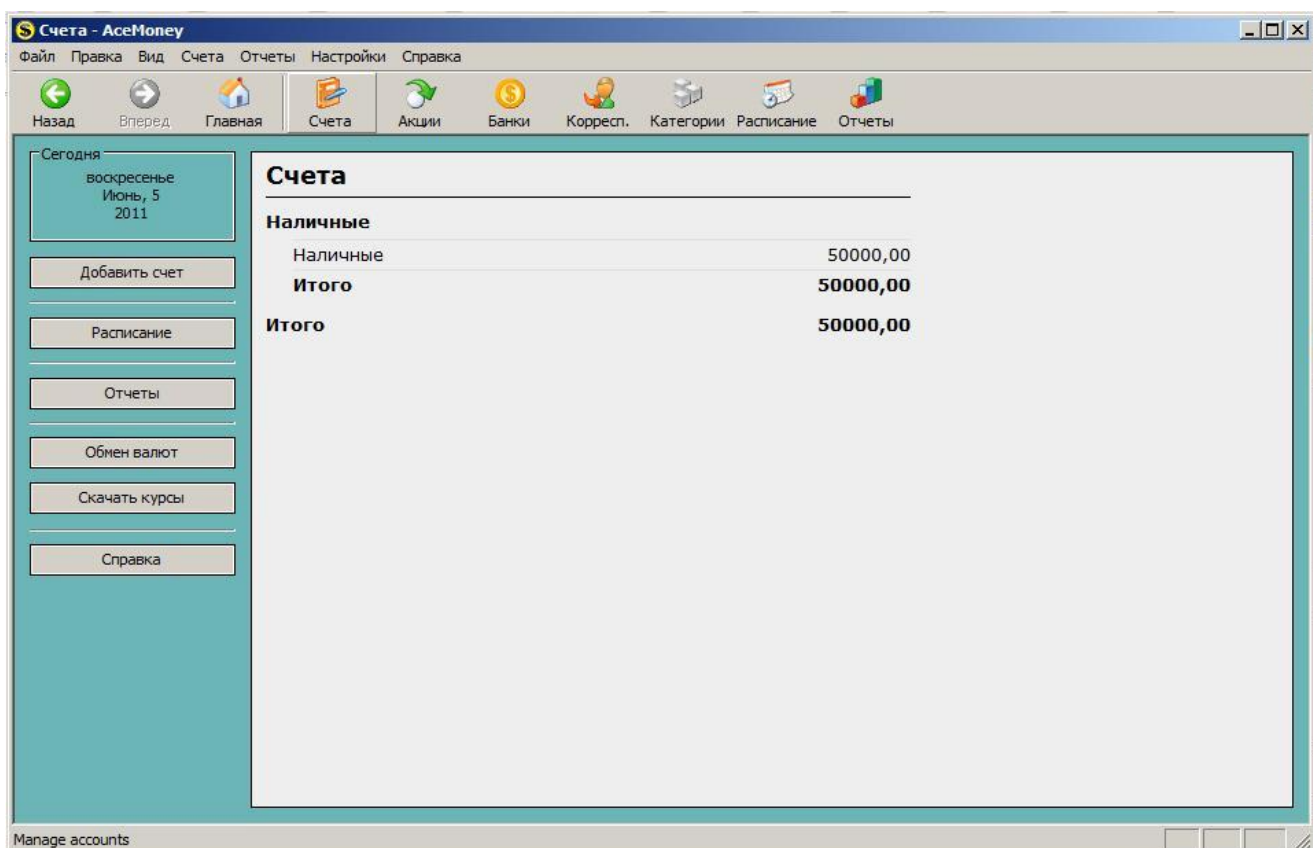 Счета - AceMoney
Файл Правка Вид Счета Отчеты Настройки Справка
Назад Вперед Главная Счета Акции Банки Корресп. Категории Расписание Отчеты
Сегодня
воскресенье
Июнь, 5
2011
Добавить счет
Расписание
Отчеты
Обмен валют
Скачать курсы
Справка
Счета
Наличные
Наличные 50000,00
Итого 50000,00
Итого 50000,00
Manage accounts